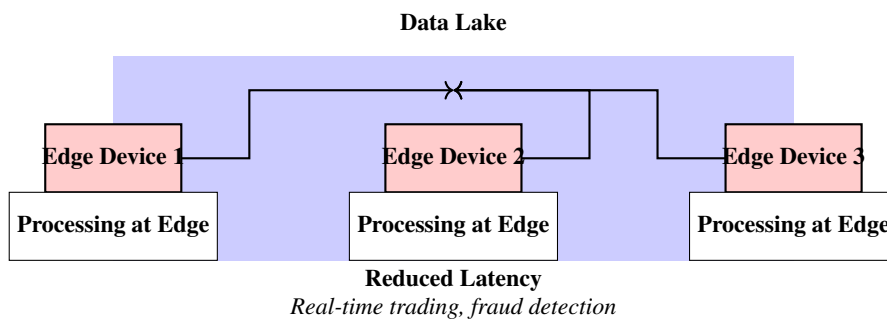 Data Lake
Edge Device 1 Edge Device 2 Edge Device 3
Processing at Edge Processing at Edge Processing at Edge
Reduced Latency
Real-time trading, fraud detection